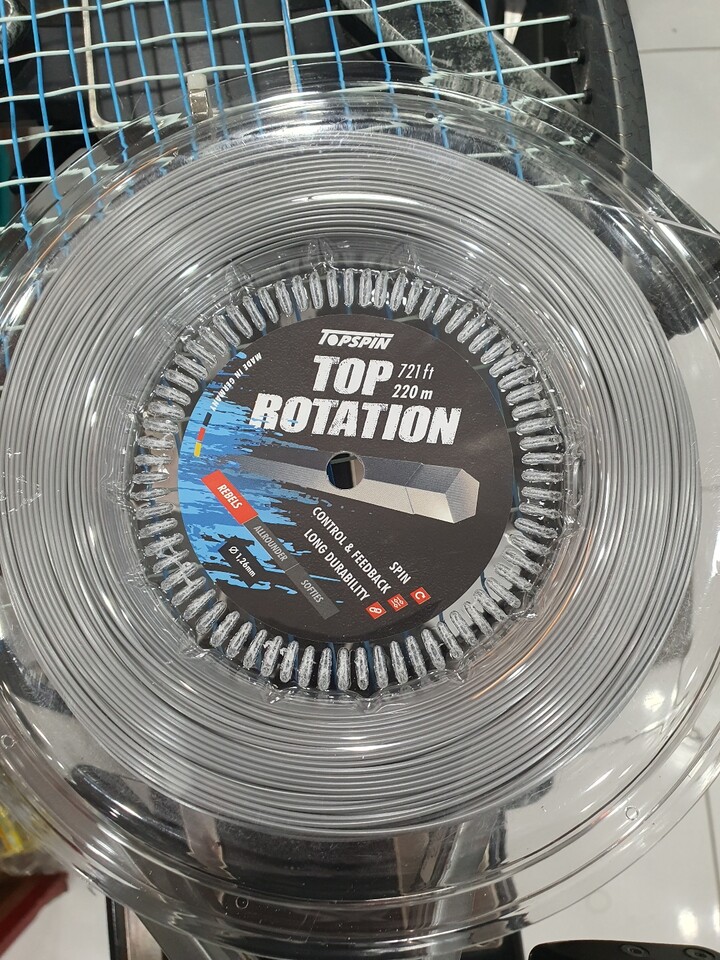 TOPSPIN
TOP 721 ft
220 m
ROTATION
MADE IN GERMANY
REBELS
ALLROUNDER
SOFTIES
Ø 1,26mm
SPIN
CONTROL & FEEDBACK
LONG DURABILITY